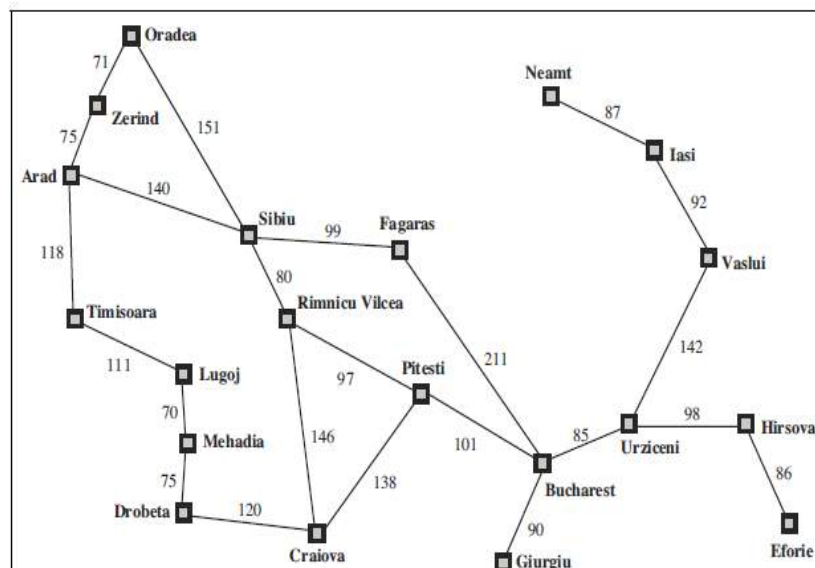 Oradea
71
Neamt
87
Zerind
151
75
Iasi
Arad
140
92
Sibiu
Fagaras
99
118
Vaslui
80
Timisoara
Rimnicu Vilcea
142
111
211
Lugoj
97
Pitesti
70
98
Hirsova
146
101
85
Mehadia
Urziceni
138
86
75
Bucharest
120
Drobeta
90
Craiova
Eforie
Giurgiu